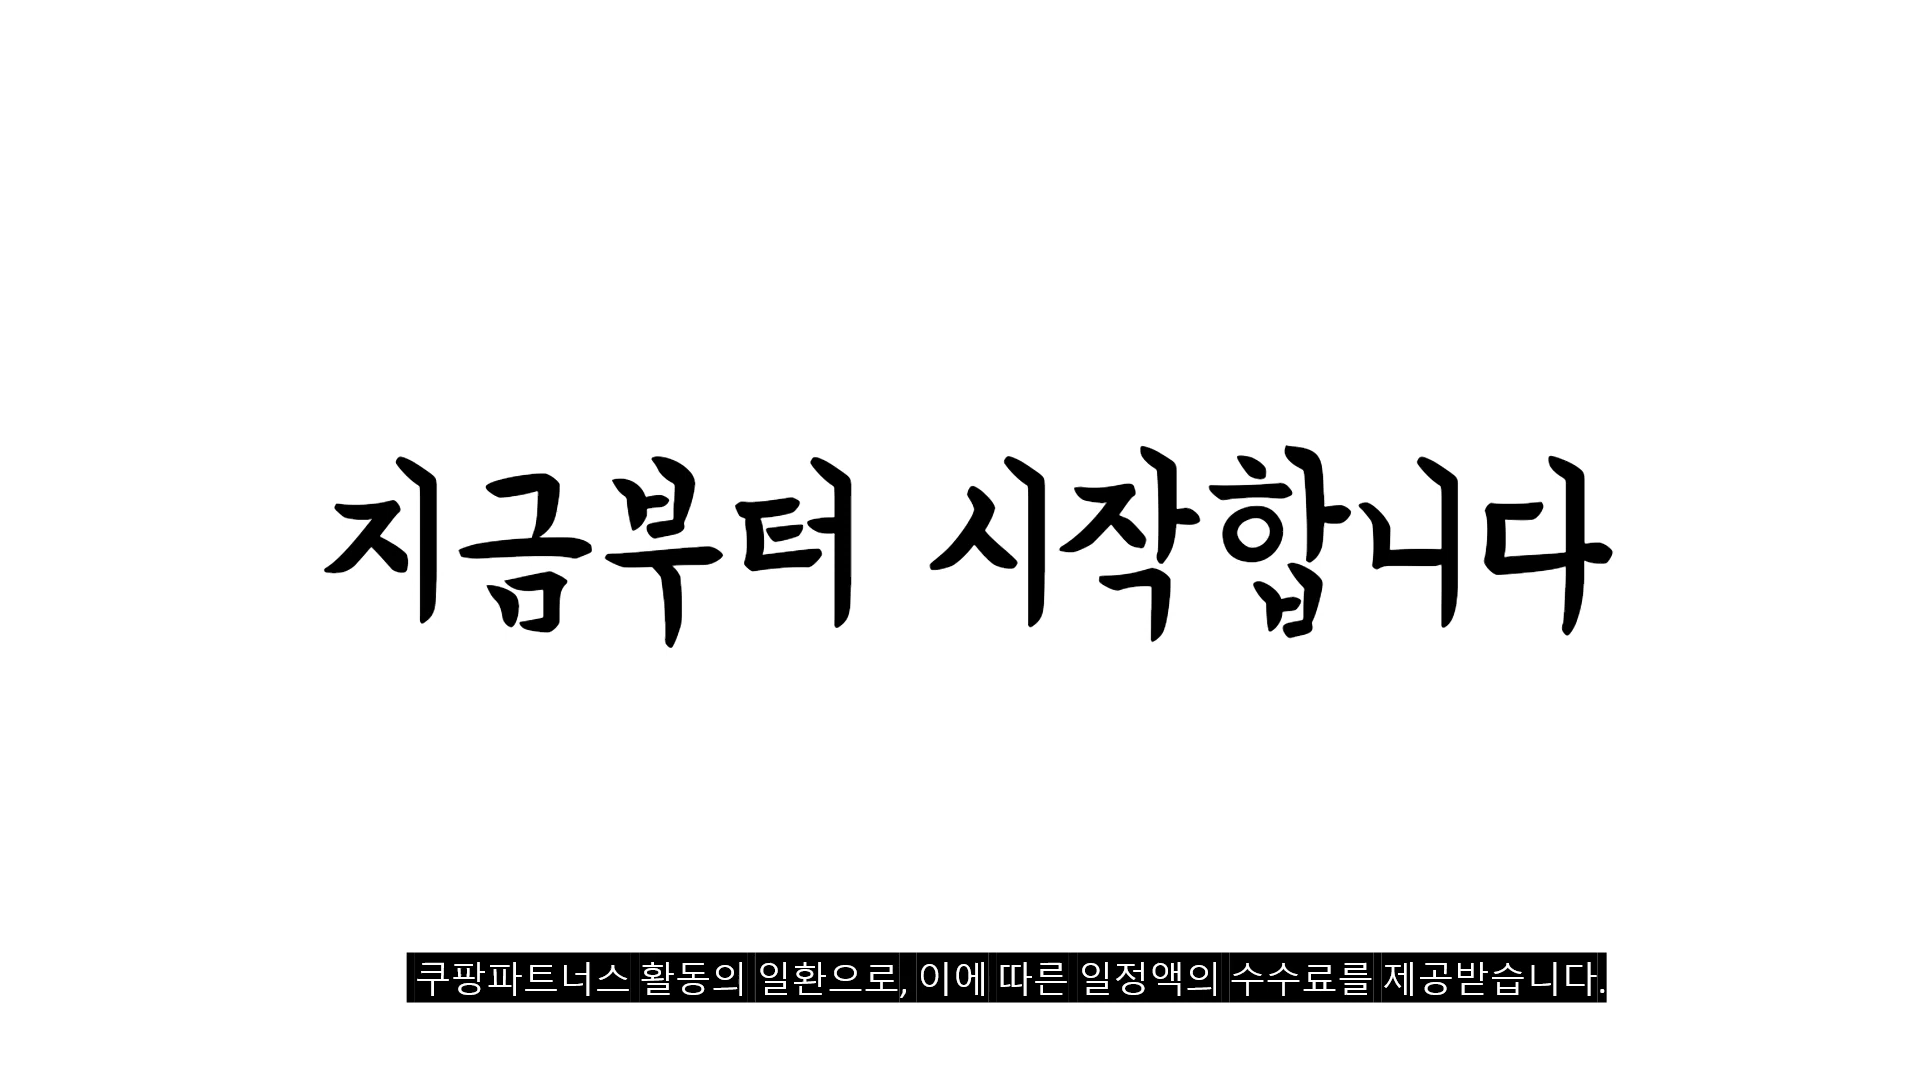 지금부터 시작합니다
쿠팡파트너스 활동의 일환으로, 이에 따른 일정액의 수수료를 제공받습니다.